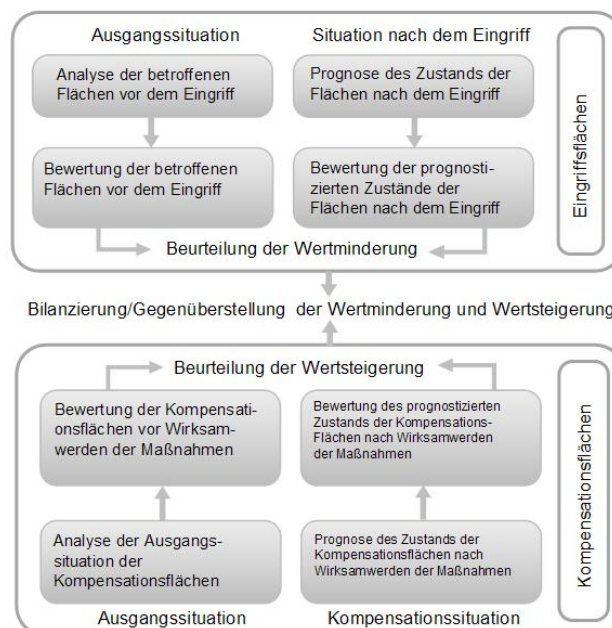 Ausgangssituation
Situation nach dem Eingriff
Analyse der betroffenen
Flächen vor dem Eingriff
Prognose des Zustands der
Flächen nach dem Eingriff
Bewertung der betroffenen
Flächen vor dem Eingriff
Bewertung der prognosti-
zierten Zustände der
Flächen nach dem Eingriff
Beurteilung der Wertminderung
Eingriffsflächen
Bilanzierung/Gegenüberstellung der Wertminderung und Wertsteigerung
Beurteilung der Wertsteigerung
Bewertung der Kompensati-
onsflächen vor Wirksam-
werden der Maßnahmen
Bewertung des prognostizierten
Zustands der Kompensations-
Flächen nach Wirksamwerden
der Maßnahmen
Analyse der Ausgangs-
situation der
Kompensationsflächen
Prognose des Zustands der
Kompensationsflächen nach
Wirksamwerden der Maßnahmen
Ausgangssituation
Kompensationssituation
Kompensationsflächen